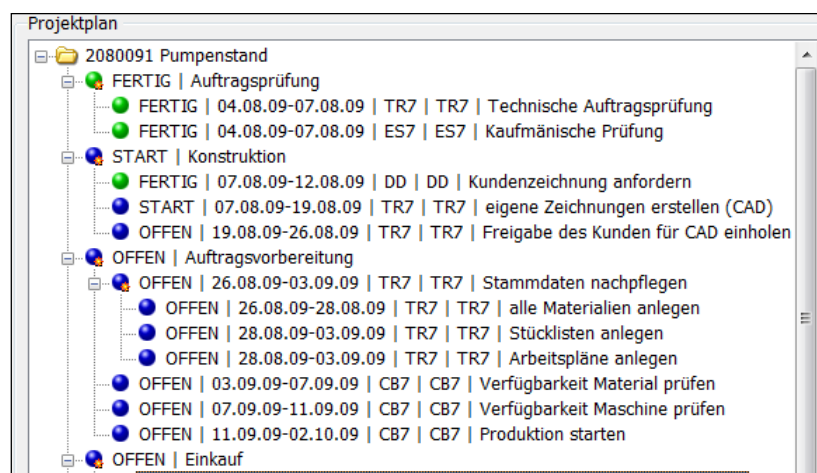 Projektplan
2080091 Pumpenstand
FERTIG | Auftragsprüfung
FERTIG | 04.08.09-07.08.09 | TR7 | TR7 | Technische Auftragsprüfung
FERTIG | 04.08.09-07.08.09 | ES7 | ES7 | Kaufmänische Prüfung
START | Konstruktion
FERTIG | 07.08.09-12.08.09 | DD | DD | Kundenzeichnung anfordern
START | 07.08.09-19.08.09 | TR7 | TR7 | eigene Zeichnungen erstellen (CAD)
OFFEN | 19.08.09-26.08.09 | TR7 | TR7 | Freigabe des Kunden für CAD einholen
OFFEN | Auftragsvorbereitung
OFFEN | 26.08.09-03.09.09 | TR7 | TR7 | Stammdaten nachpflegen
OFFEN | 26.08.09-28.08.09 | TR7 | TR7 | alle Materialien anlegen
OFFEN | 28.08.09-03.09.09 | TR7 | TR7 | Stücklisten anlegen
OFFEN | 28.08.09-03.09.09 | TR7 | TR7 | Arbeitspläne anlegen
OFFEN | 03.09.09-07.09.09 | CB7 | CB7 | Verfügbarkeit Material prüfen
OFFEN | 07.09.09-11.09.09 | CB7 | CB7 | Verfügbarkeit Maschine prüfen
OFFEN | 11.09.09-02.10.09 | CB7 | CB7 | Produktion starten
OFFEN | Einkauf